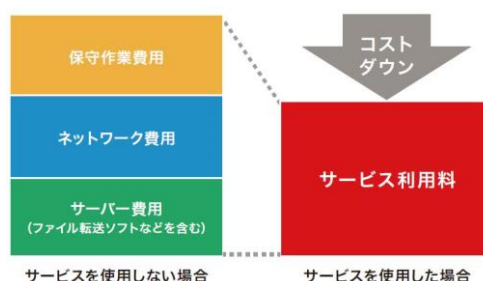 保守作業費用
ネットワーク費用
サーバー費用
(ファイル転送ソフトなどを含む)
サービスを使用しない場合
コスト
ダウン
サービス利用料
サービスを使用した場合